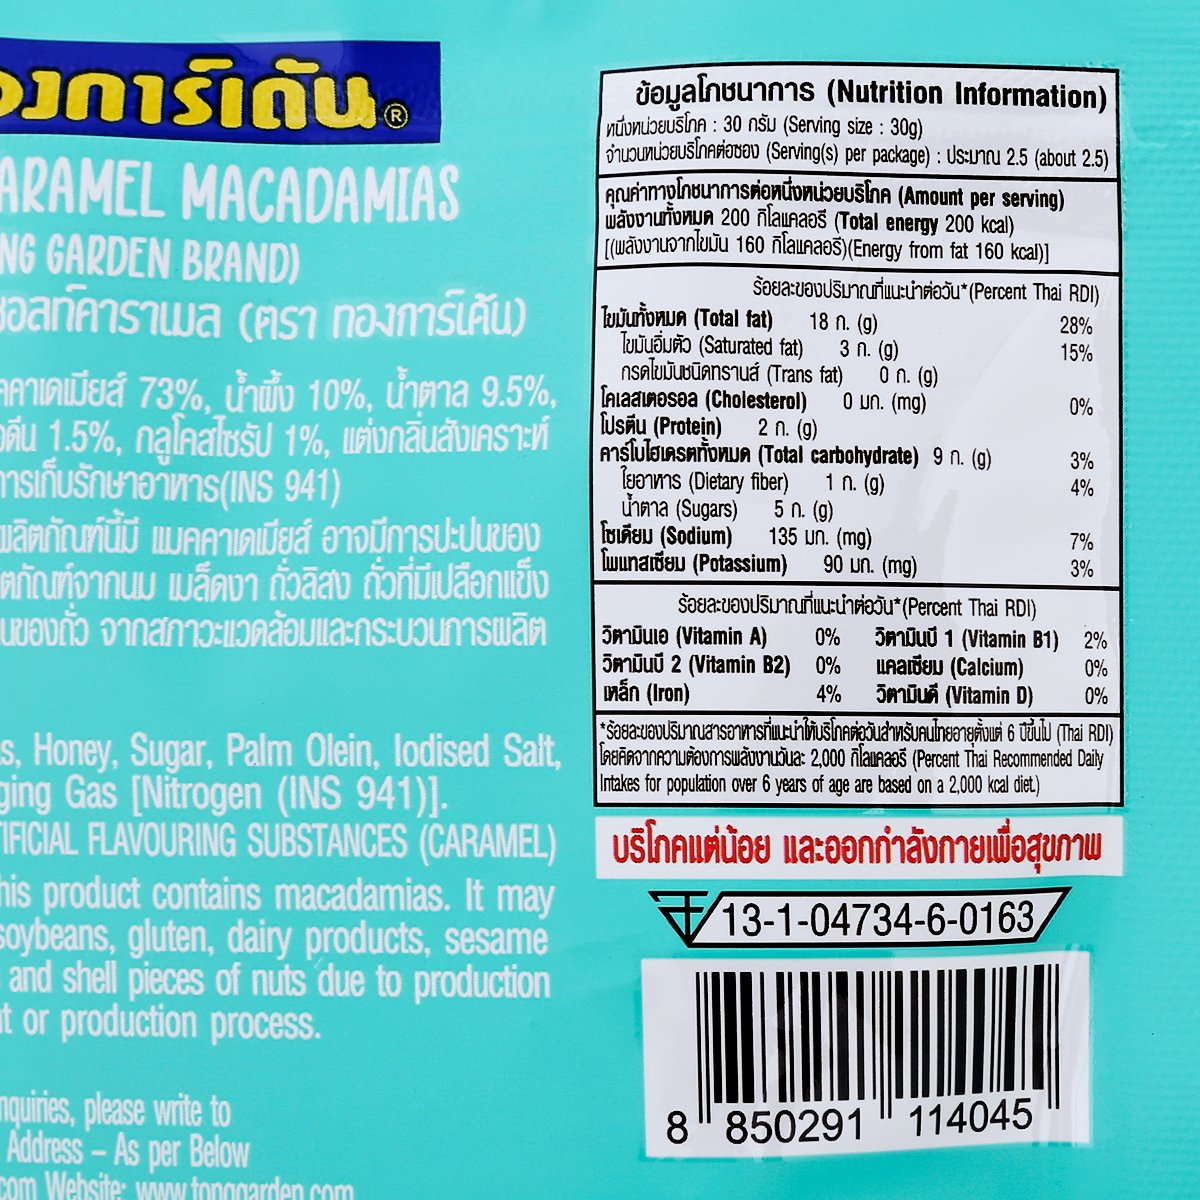 องการ์เด้น®
ARAMEL MACADAMIAS
NG GARDEN BRAND)
ซอลท์คาราเมล (ตรา ทองการ์เด้น)
คคาเดเมียส์ 73%, น้ำผึ้ง 10%, น้ำตาล 9.5%,
อดีน 1.5%, กลูโคสไซรัป 1%, แต่งกลิ่นสังเคราะห์
การเก็บรักษาอาหาร(INS 941)
ผลิตภัณฑ์นี้มี แมคคาเดเมียส์ อาจมีการปะปนของ
ตภัณฑ์จากนม เมล็ดงา ถั่วลิสง ถั่วที่มีเปลือกแข็ง
นของถั่ว จากสภาวะแวดล้อมและกระบวนการผลิต
s, Honey, Sugar, Palm Olein, Iodised Salt,
ging Gas [Nitrogen (INS 941)].
TIFICIAL FLAVOURING SUBSTANCES (CARAMEL)
his product contains macadamias. It may
soybeans, gluten, dairy products, sesame
and shell pieces of nuts due to production
t or production process.
nquiries, please write to
Address – As per Below
com Website: www.tonggarden.com
ข้อมูลโภชนาการ (Nutrition Information)
หนึ่งหน่วยบริโภค : 30 กรัม (Serving size : 30g)
จำนวนหน่วยบริโภคต่อซอง (Serving(s) per package) : ประมาณ 2.5 (about 2.5)
คุณค่าทางโภชนาการต่อหนึ่งหน่วยบริโภค (Amount per serving)
พลังงานทั้งหมด 200 กิโลแคลอรี (Total energy 200 kcal)
[(พลังงานจากไขมัน 160 กิโลแคลอรี)(Energy from fat 160 kcal)]
ร้อยละของปริมาณที่แนะนำต่อวัน*(Percent Thai RDI)
ไขมันทั้งหมด (Total fat) 18 ก. (g) 28%
ไขมันอิ่มตัว (Saturated fat) 3 ก. (g) 15%
กรดไขมันชนิดทรานส์ (Trans fat) 0 ก. (g)
โคเลสเตอรอล (Cholesterol) 0 มก. (mg) 0%
โปรตีน (Protein) 2 ก. (g)
คาร์โบไฮเดรตทั้งหมด (Total carbohydrate) 9 ก. (g) 3%
ใยอาหาร (Dietary fiber) 1 ก. (g) 4%
น้ำตาล (Sugars) 5 ก. (g)
โซเดียม (Sodium) 135 มก. (mg) 7%
โพแทสเซียม (Potassium) 90 มก. (mg) 3%
ร้อยละของปริมาณที่แนะนำต่อวัน*(Percent Thai RDI)
วิตามินเอ (Vitamin A) 0% วิตามินบี 1 (Vitamin B1) 2%
วิตามินบี 2 (Vitamin B2) 0% แคลเซียม (Calcium) 0%
เหล็ก (Iron) 4% วิตามินดี (Vitamin D) 0%
*ร้อยละของปริมาณสารอาหารที่แนะนำให้บริโภคต่อวันสำหรับคนไทยอายุตั้งแต่ 6 ปีขึ้นไป (Thai RDI)
โดยคิดจากความต้องการพลังงานวันละ 2,000 กิโลแคลอรี (Percent Thai Recommended Daily
Intakes for population over 6 years of age are based on a 2,000 kcal diet.)
บริโภคแต่น้อย และออกกำลังกายเพื่อสุขภาพ
13-1-04734-6-0163
8 850291 114045